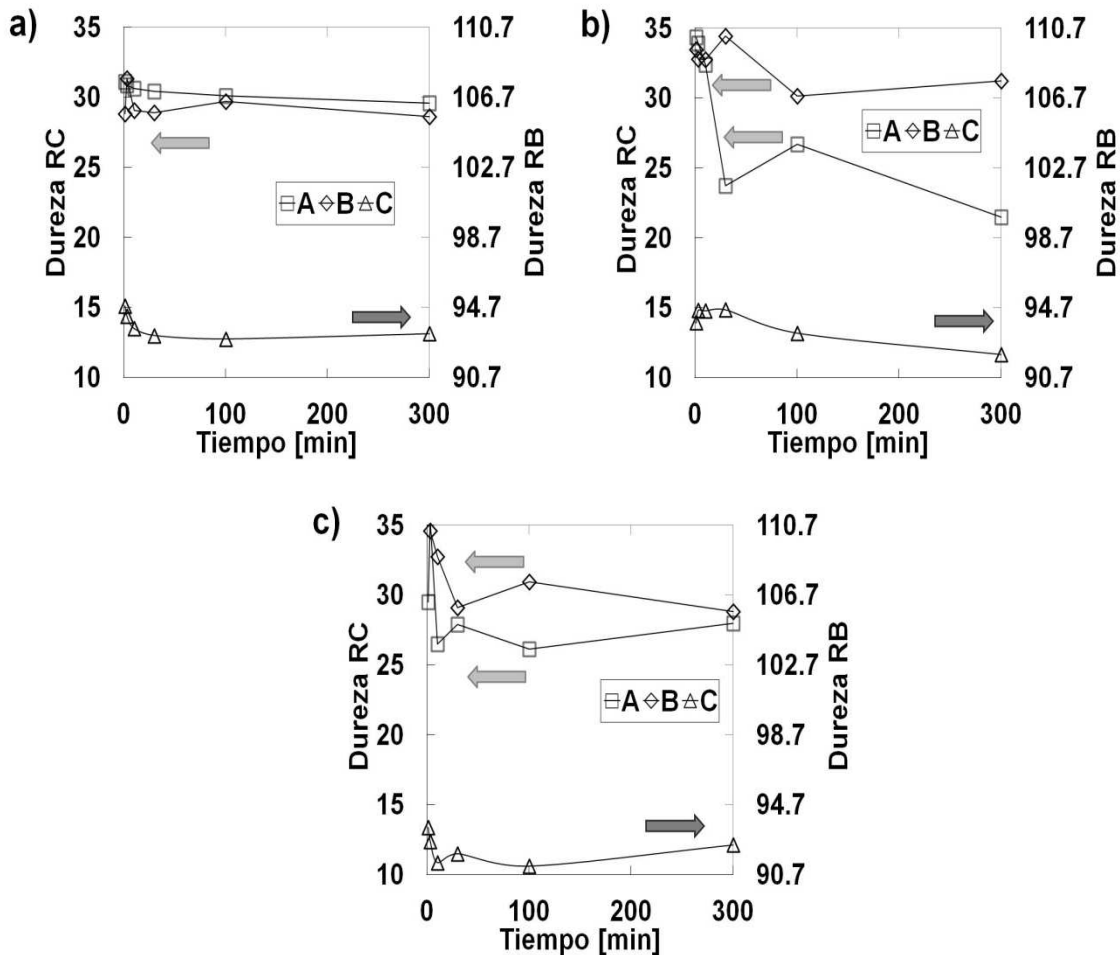 a)
35
30
25
20
15
10
Dureza RC
110.7
106.7
102.7
98.7
94.7
90.7
Dureza RB
A B C
0 100 200 300
Tiempo [min]
b)
35
30
25
20
15
10
Dureza RC
110.7
106.7
102.7
98.7
94.7
90.7
Dureza RB
A B C
0 100 200 300
Tiempo [min]
c)
35
30
25
20
15
10
Dureza RC
110.7
106.7
102.7
98.7
94.7
90.7
Dureza RB
A B C
0 100 200 300
Tiempo [min]